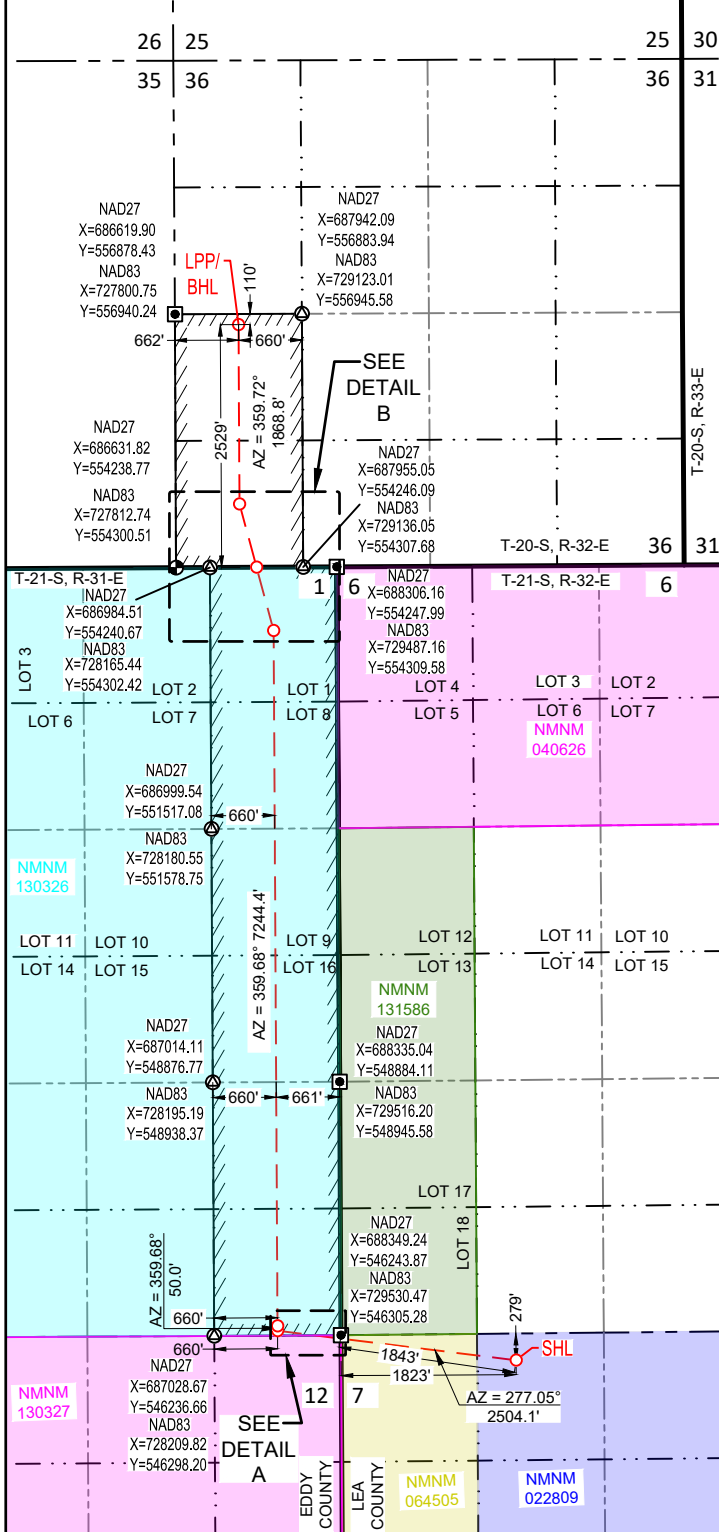 26 25
25 30
35 36
36 31
NAD27
X=686619.90
Y=556878.43
NAD83
X=727800.75
Y=556940.24
LPP/
BHL
110'
NAD27
X=687942.09
Y=556883.94
NAD83
X=729123.01
Y=556945.58
662'
660'
SEE
DETAIL
B
2529'
AZ = 359.72°
1868.8'
T-20-S, R-33-E
NAD27
X=686631.82
Y=554238.77
NAD83
X=727812.74
Y=554300.51
NAD27
X=687955.05
Y=554246.09
NAD83
X=729136.05
Y=554307.68
T-20-S, R-32-E
36 31
T-21-S, R-31-E
1 6
T-21-S, R-32-E
6
NAD27
X=686984.51
Y=554240.67
NAD83
X=728165.44
Y=554302.42
NAD27
X=688306.16
Y=554247.99
NAD83
X=729487.16
Y=554309.58
LOT 3
LOT 2
LOT 1
LOT 4
LOT 3
LOT 2
LOT 6
LOT 7
LOT 8
LOT 5
LOT 6
LOT 7
NMNM
040626
NAD27
X=686999.54
Y=551517.08
660'
NAD83
X=728180.55
Y=551578.75
NMNM
130326
AZ = 359.68° 7244.4'
LOT 11
LOT 10
LOT 9
LOT 12
LOT 11
LOT 10
LOT 14
LOT 15
LOT 16
LOT 13
LOT 14
LOT 15
NMNM
131586
NAD27
X=687014.11
Y=548876.77
NAD83
X=728195.19
Y=548938.37
NAD27
X=688335.04
Y=548884.11
NAD83
X=729516.20
Y=548945.58
660'
661'
LOT 17
LOT 18
NAD27
X=688349.24
Y=546243.87
NAD83
X=729530.47
Y=546305.28
AZ = 359.68°
50.0'
660'
660'
279'
SHL
1843'
1823'
AZ = 277.05°
2504.1'
NAD27
X=687028.67
Y=546236.66
NAD83
X=728209.82
Y=546298.20
NMNM
130327
12 7
SEE
DETAIL
A
EDDY
COUNTY
LEA
COUNTY
NMNM
064505
NMNM
022809